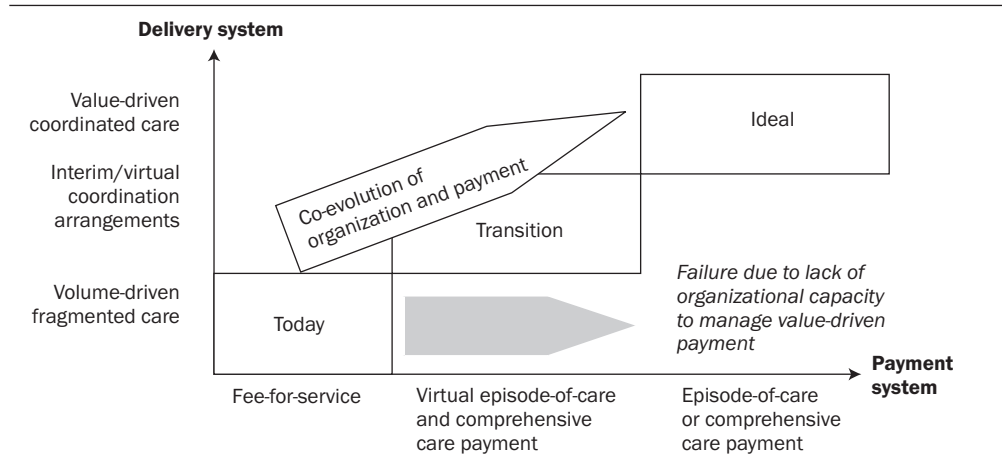 Delivery system
Value-driven
coordinated care
Ideal
Interim/virtual
coordination
arrangements
Co-evolution of
organization and payment
Transition
Volume-driven
fragmented care
Today
Failure due to lack of
organizational capacity
to manage value-driven
payment
Payment
system
Fee-for-service
Virtual episode-of-care
and comprehensive
care payment
Episode-of-care
or comprehensive
care payment